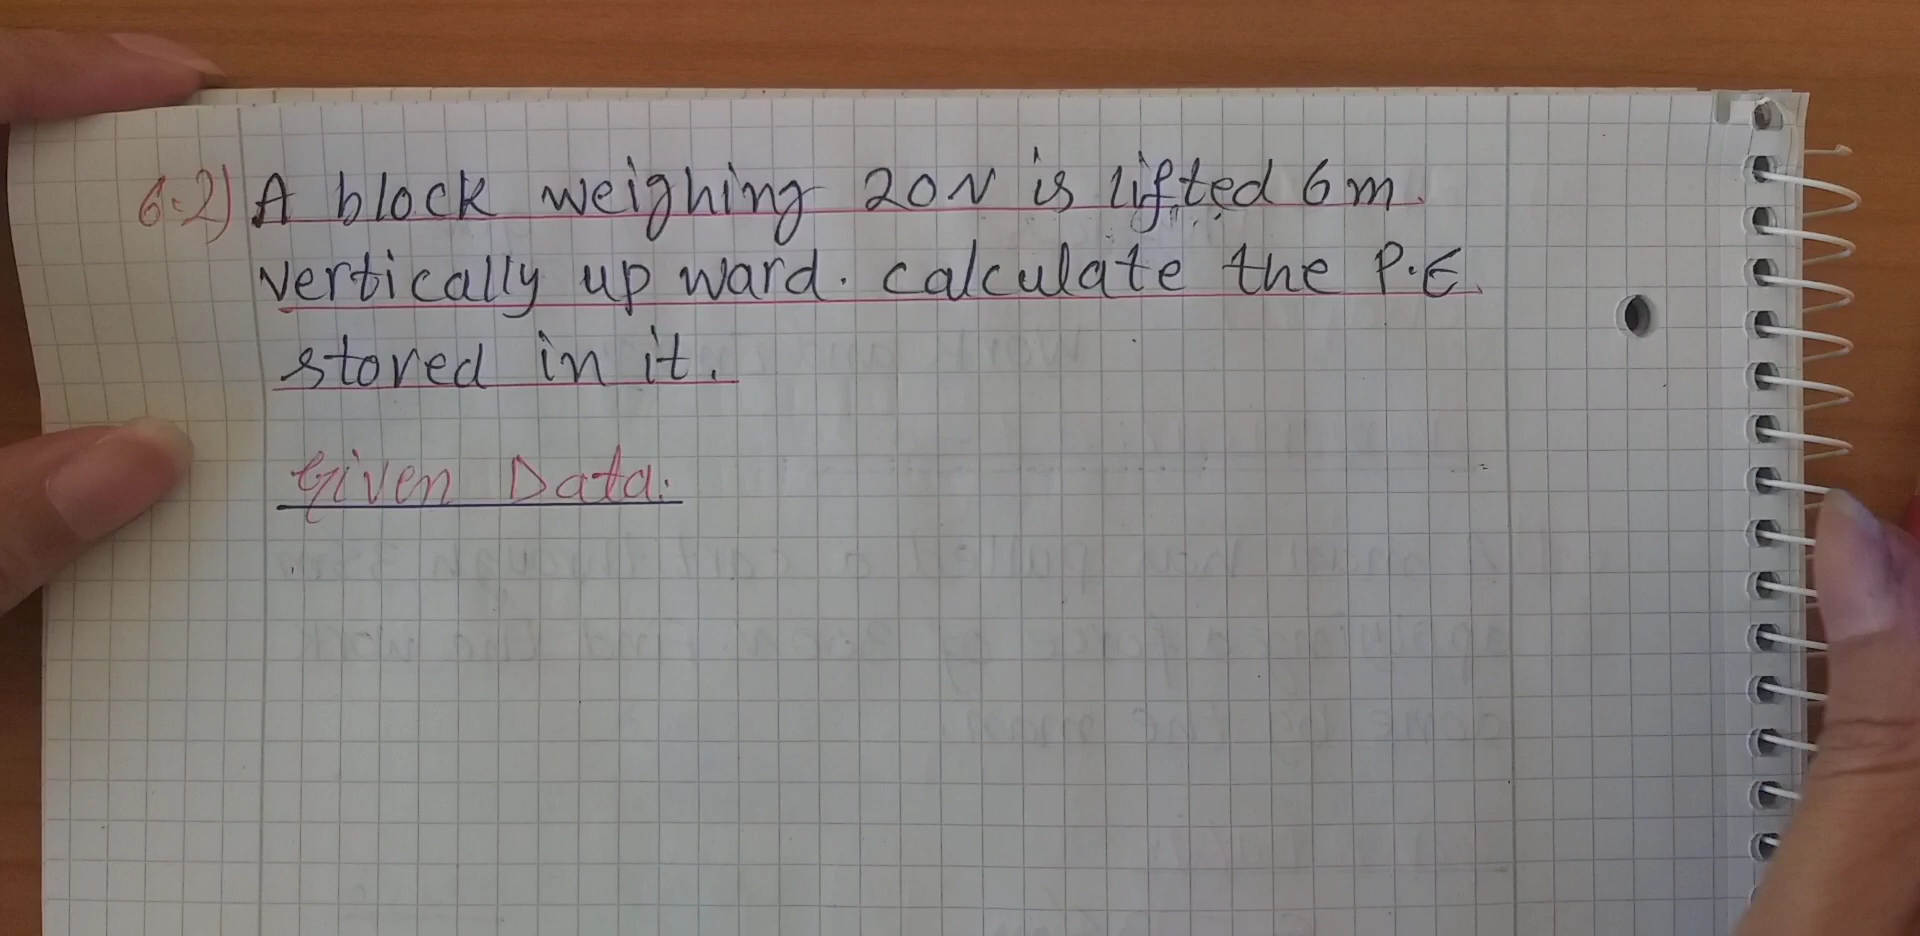 6.2) A block weighing 20N is lifted 6m
vertically up ward. calculate the P.E.
stored in it.
Given Data: